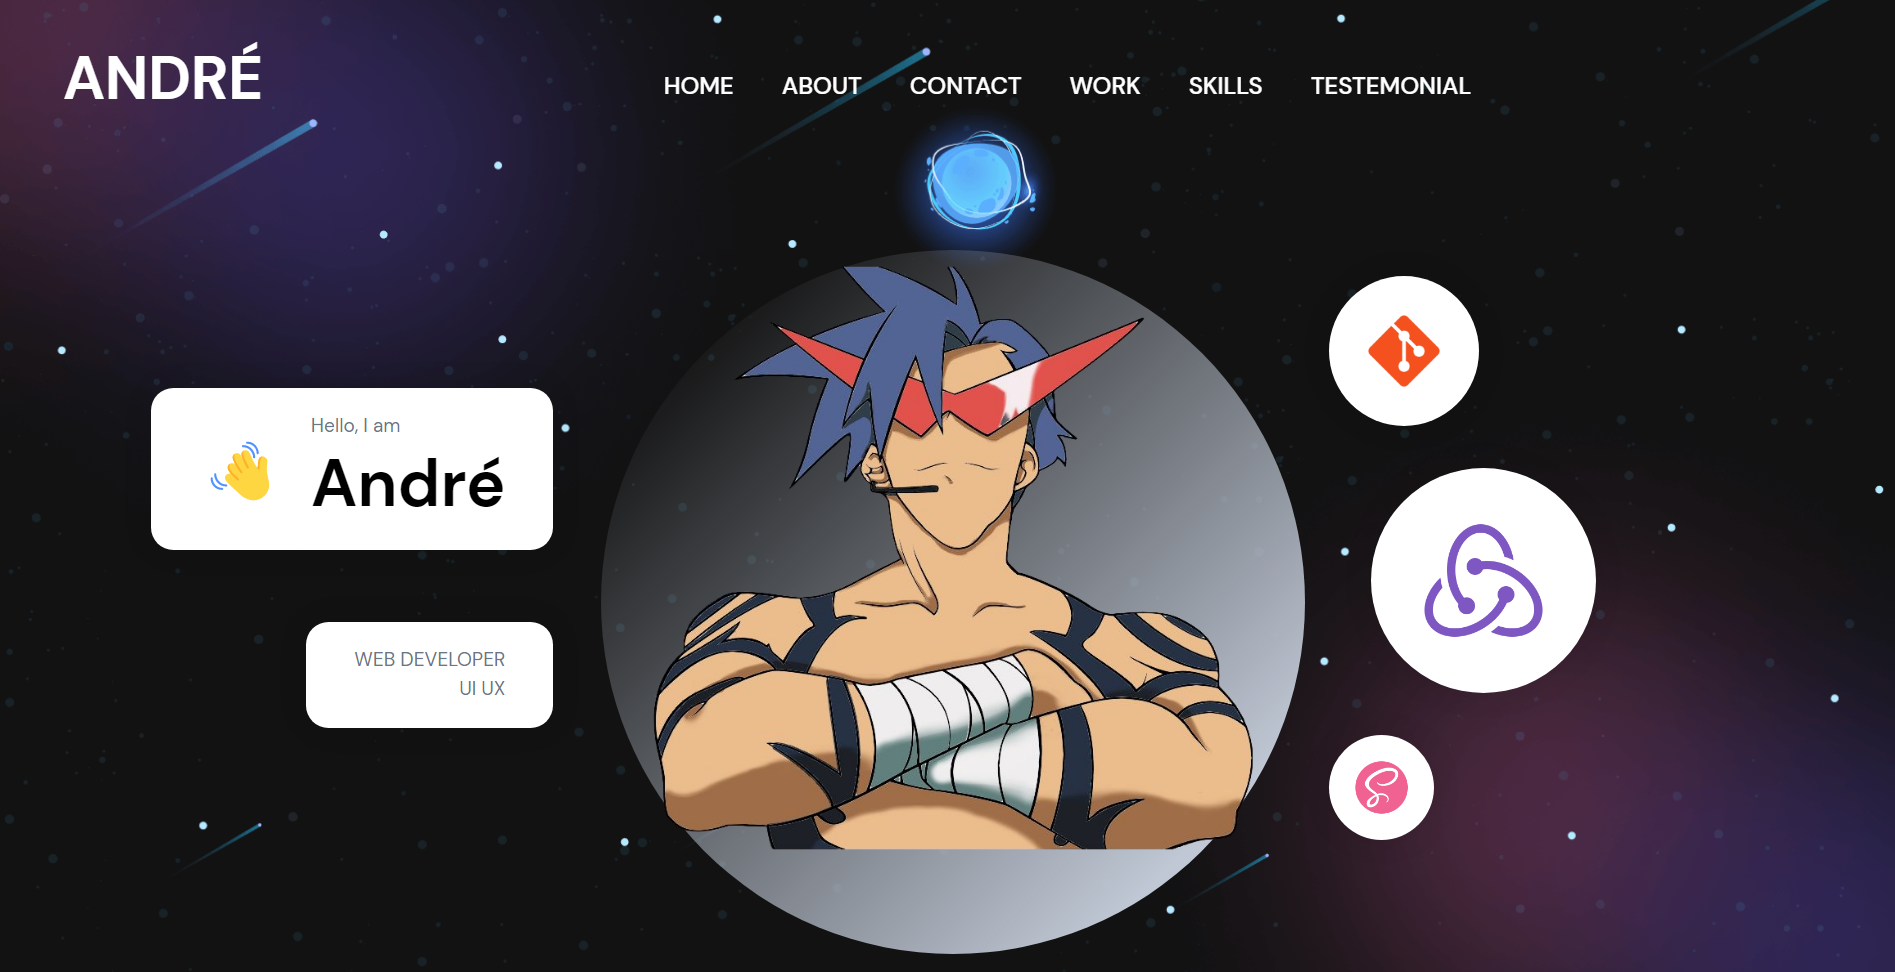 ANDRÉ
HOME ABOUT CONTACT WORK SKILLS TESTEMONIAL
Hello, I am
André
WEB DEVELOPER
UI UX